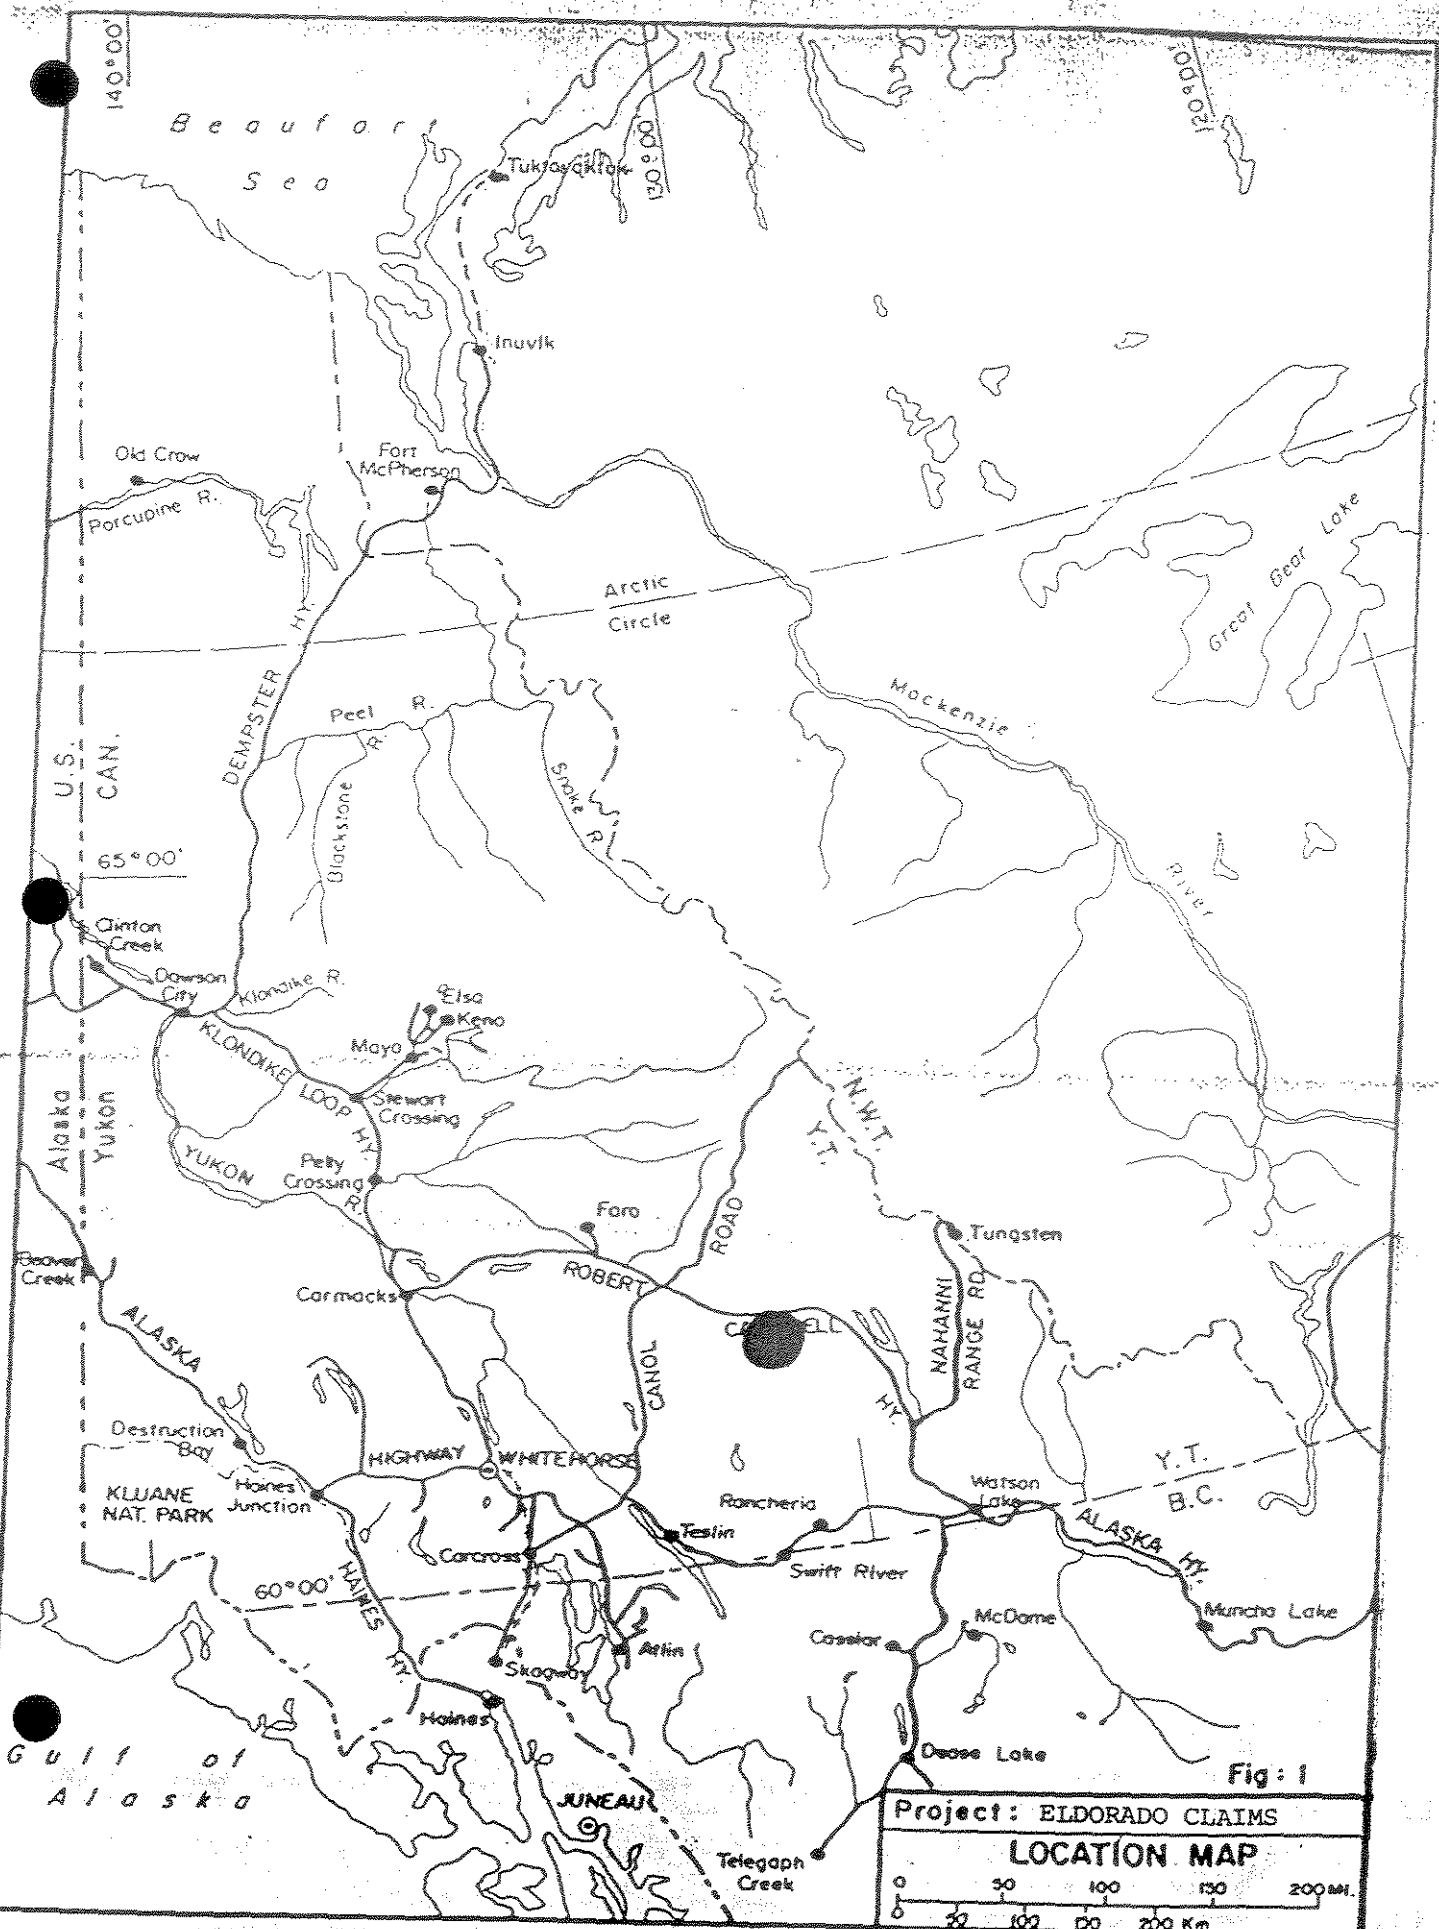 140°00'
130°00'
120°00'
Beaufort
Sea
Tuktoyaktuk
Inuvik
Old Crow
Fort
McPherson
Porcupine R.
Arctic
Circle
Great Gear Lake
DEMPSTER HY.
Peel R.
Mackenzie
River
Snake R.
Blackstone R.
U.S.
CAN.
65°00'
Clinton
Creek
Dawson
City
Klondike R.
Elsa
Keno
Mayo
KLONDIKE LOOP HY.
Stewart
Crossing
Alaska
Yukon
YUKON R.
Pelly
Crossing
N.W.T.
Y.T.
Faro
ROAD
Tungsten
Beaver
Creek
ROBERT
Carmacks
ALASKA
NAHANNI
RANGE RD
CANOL
HY.
Destruction
Bay
HIGHWAY
WHITEHORSE
Y.T.
B.C.
KLUANE
NAT. PARK
Haines
Junction
Rancheria
Watson
Lake
Teslin
ALASKA HY.
Carcross
Swift River
60°00'
HAINES HY.
McDame
Muncho Lake
Cassiar
Atlin
Skagway
Haines
Dease Lake
Gulf of
Alaska
JUNEAU
Telegaph
Creek
Fig: 1
Project: ELDORADO CLAIMS
LOCATION MAP
0 50 100 150 200 MI.
0 50 100 150 200 Km